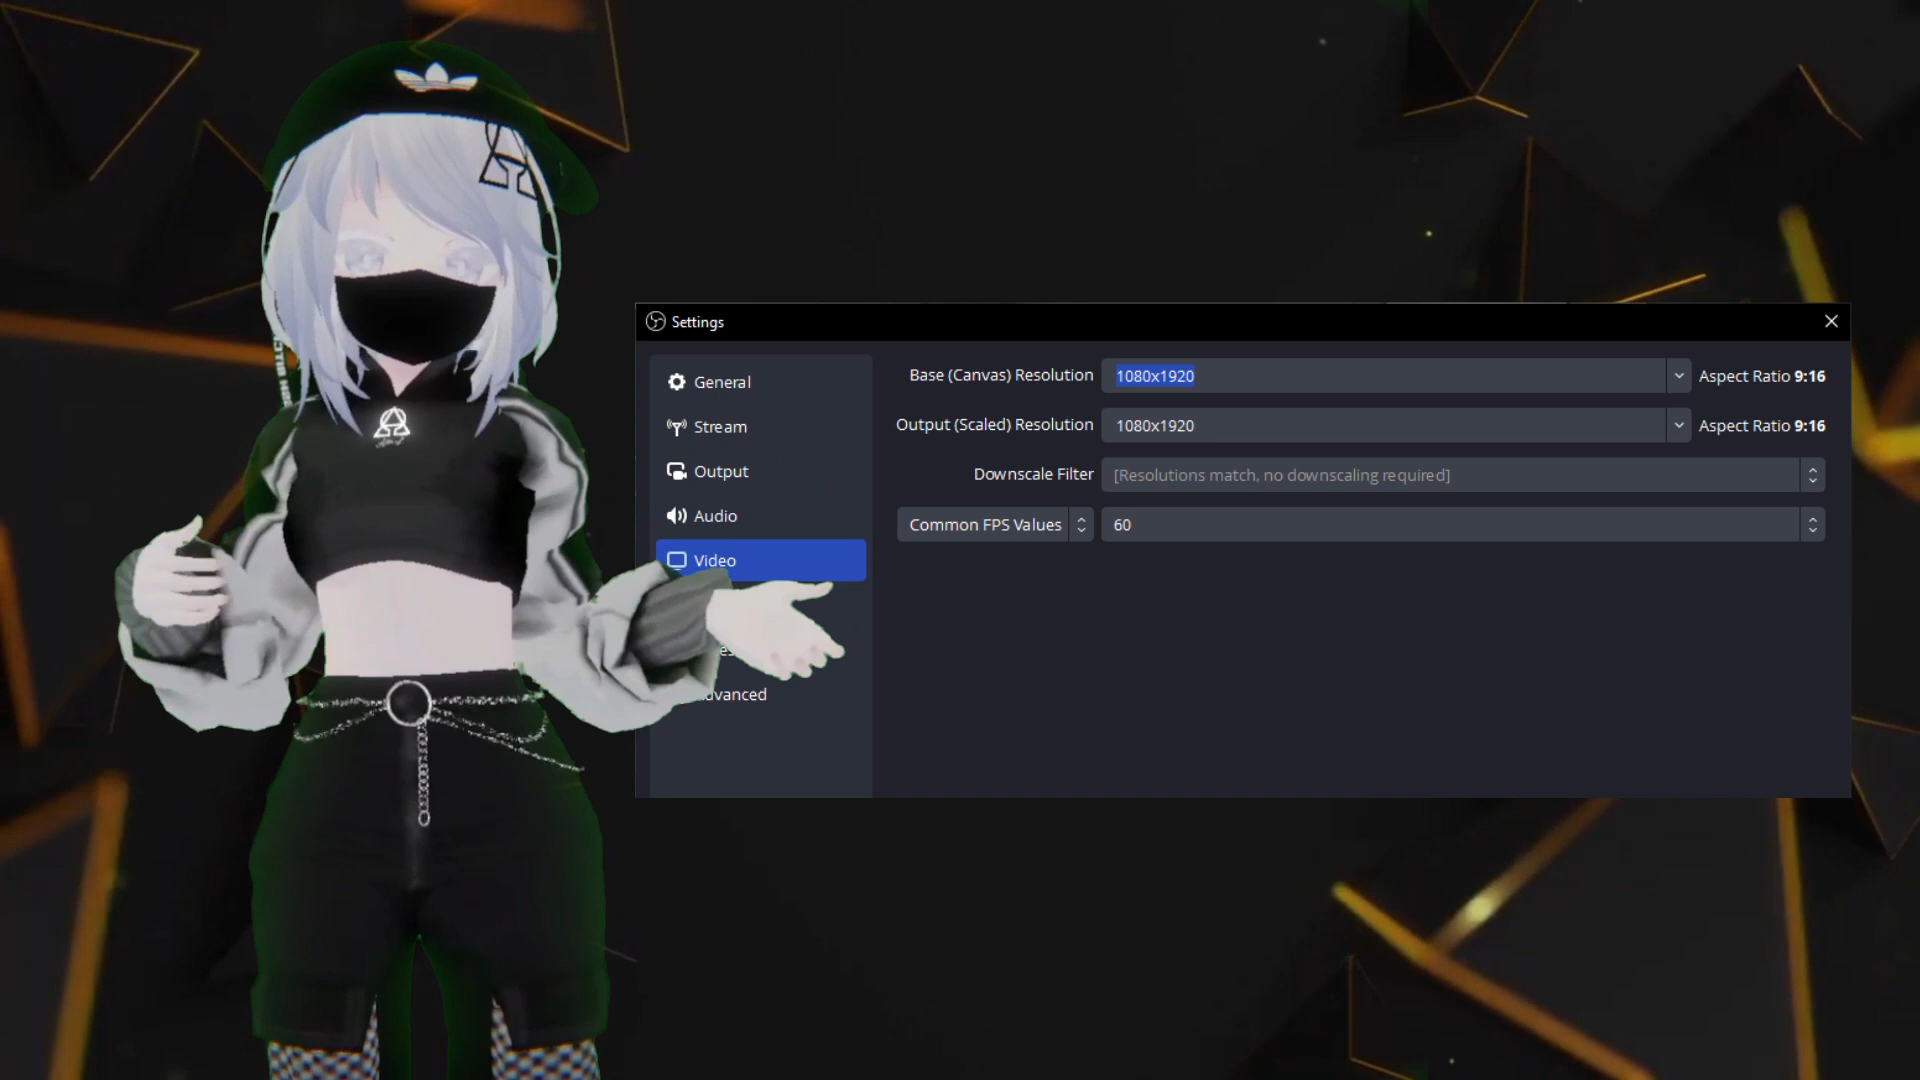 Settings
General
Stream
Output
Audio
Video
dvanced
Base (Canvas) Resolution 1080x1920 Aspect Ratio 9:16
Output (Scaled) Resolution 1080x1920 Aspect Ratio 9:16
Downscale Filter [Resolutions match, no downscaling required]
Common FPS Values 60